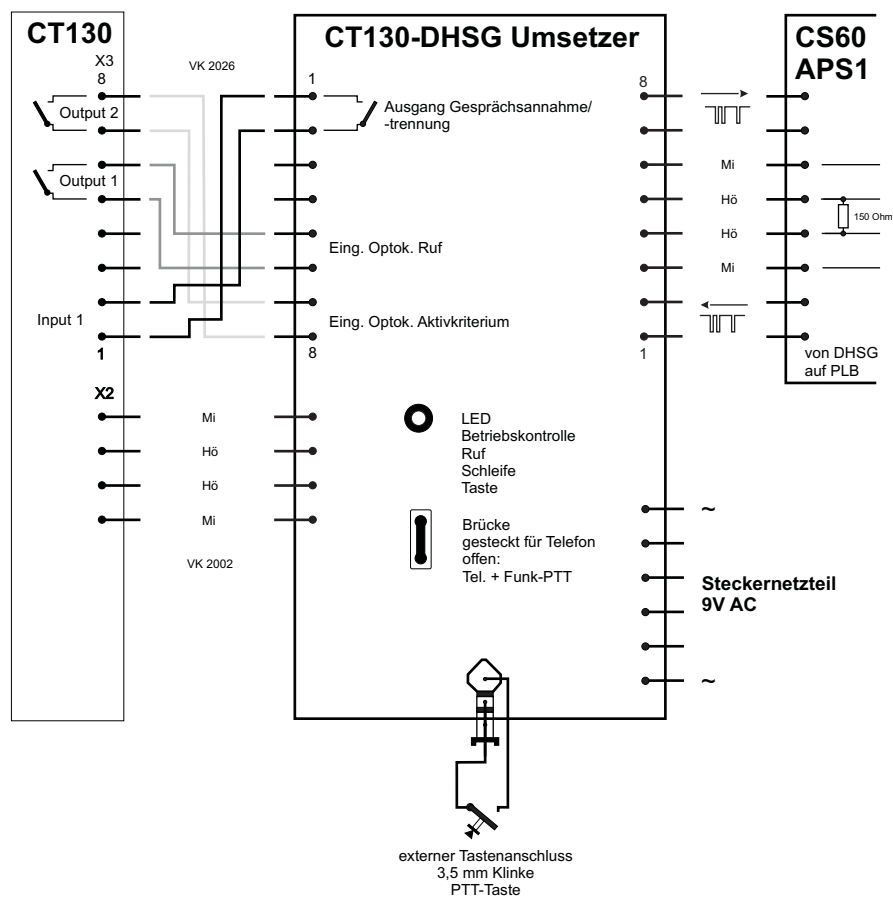 CT130
X3
8
Output 2
Output 1
Input 1
1
X2
VK 2026
Mi
Hö
Hö
Mi
VK 2002
CT130-DHSG Umsetzer
1
Ausgang Gesprächsannahme/
-trennung
Eing. Optok. Ruf
Eing. Optok. Aktivkriterium
8
8
1
LED
Betriebskontrolle
Ruf
Schleife
Taste
Brücke
gesteckt für Telefon
offen:
Tel. + Funk-PTT
Mi
Hö
Hö
Mi
CS60
APS1
150 Ohm
von DHSG
auf PLB
~
Steckernetzteil
9V AC
~
externer Tastenanschluss
3,5 mm Klinke
PTT-Taste